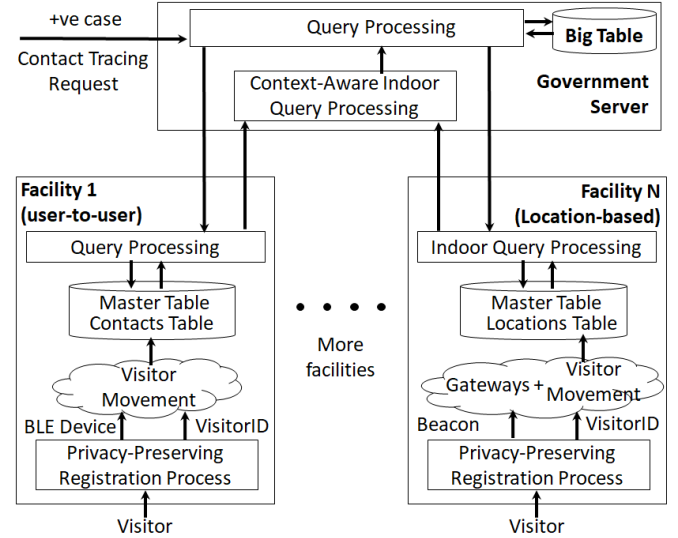 +ve case
Contact Tracing
Request
Query Processing
Big Table
Context-Aware Indoor
Query Processing
Government
Server
Facility 1
(user-to-user)
Query Processing
Master Table
Contacts Table
Visitor
Movement
BLE Device
VisitorID
Privacy-Preserving
Registration Process
Visitor
More
facilities
Facility N
(Location-based)
Indoor Query Processing
Master Table
Locations Table
Visitor
Gateways + Movement
Beacon
VisitorID
Privacy-Preserving
Registration Process
Visitor